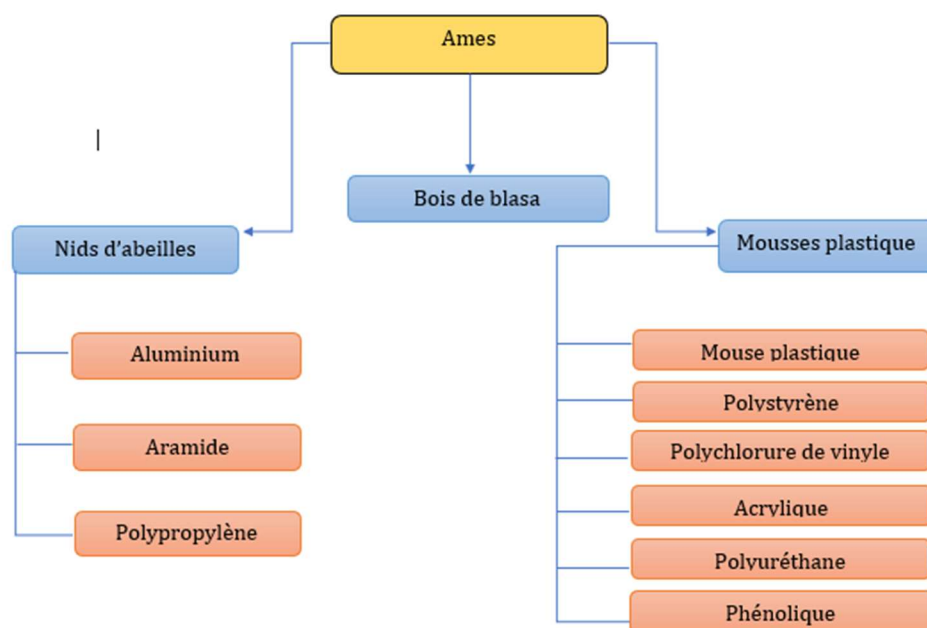 Ames
Bois de blasa
Nids d’abeilles
Aluminium
Aramide
Polypropylène
Mousses plastique
Mouse plastique
Polystyrène
Polychlorure de vinyle
Acrylique
Polyuréthane
Phénolique